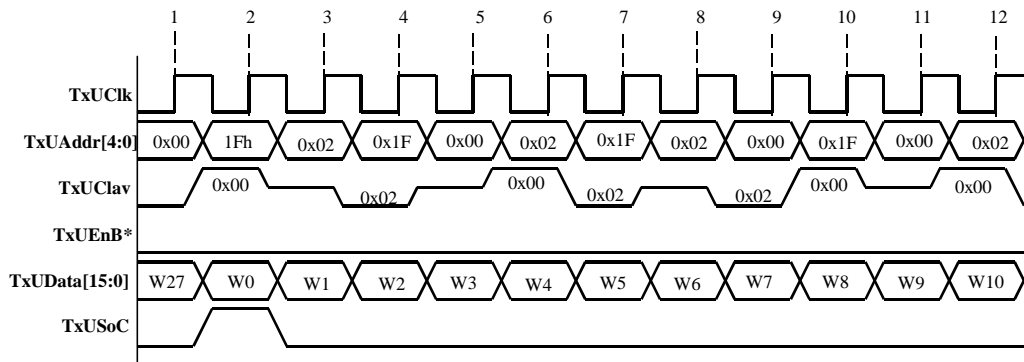 1 2 3 4 5 6 7 8 9 10 11 12
TxUClk
TxUAddr[4:0] 0x00 1Fh 0x02 0x1F 0x00 0x02 0x1F 0x02 0x00 0x1F 0x00 0x02
TxUClav 0x00 0x02 0x00 0x02 0x02 0x00 0x00
TxUEnB*
TxUData[15:0] W27 W0 W1 W2 W3 W4 W5 W6 W7 W8 W9 W10
TxUSoC